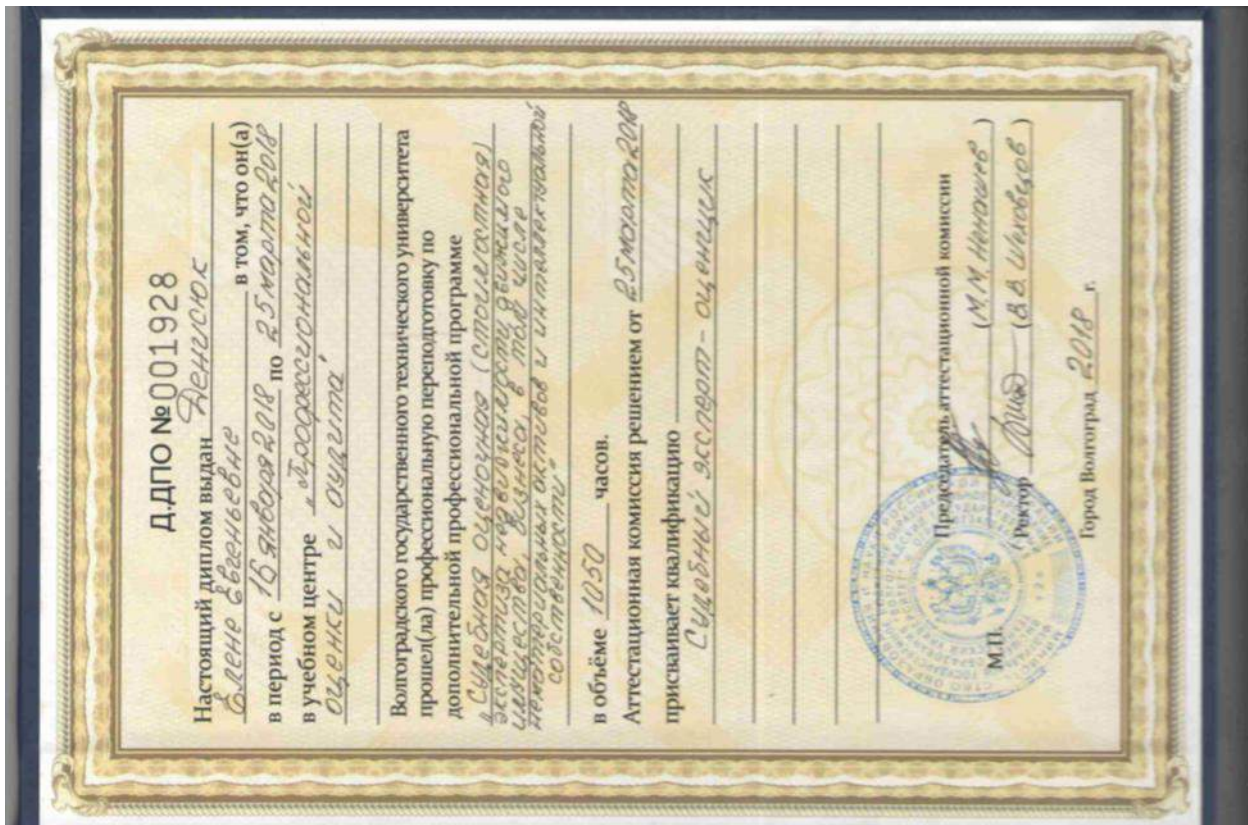 Д.ДПО №001928
Настоящий диплом выдан Денисюк
Елене Евгеньевне в том, что он(а)
в период с 16 января 2018 по 25 марта 2018
в учебном центре „Профессиональной
оценки и аудита"
Волгоградского государственного технического университета
прошел(ла) профессиональную переподготовку по
дополнительной профессиональной программе
„Судебная оценочная (стоимостная)
экспертиза недвижимости, движимого
имущества, бизнеса, в том числе
нематериальных активов и интеллектуальной
собственности"
в объёме 1050 часов.
Аттестационная комиссия решением от 25 марта 2018
присваивает квалификацию
Судебный эксперт - оценщик
Председатель аттестационной комиссии
(М.М. )
М.П. Ректор (В.В. )
Город Волгоград 2018 г.